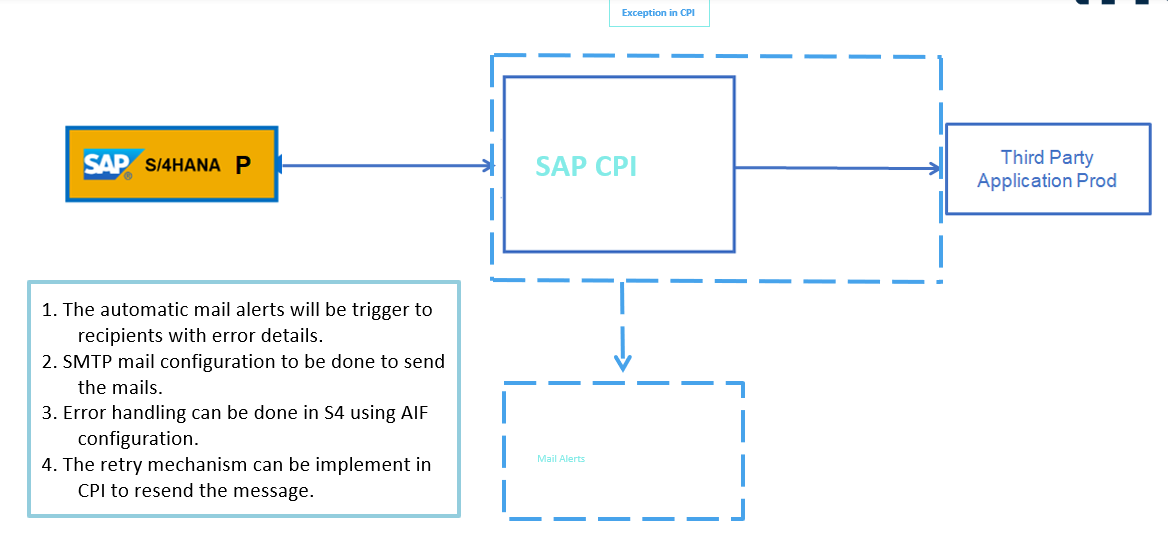 Exception in CPI
SAP® S/4HANA P
SAP CPI
Third Party
Application Prod
1. The automatic mail alerts will be trigger to
recipients with error details.
2. SMTP mail configuration to be done to send
the mails.
3. Error handling can be done in S4 using AIF
configuration.
4. The retry mechanism can be implement in
CPI to resend the message.
Mail Alerts